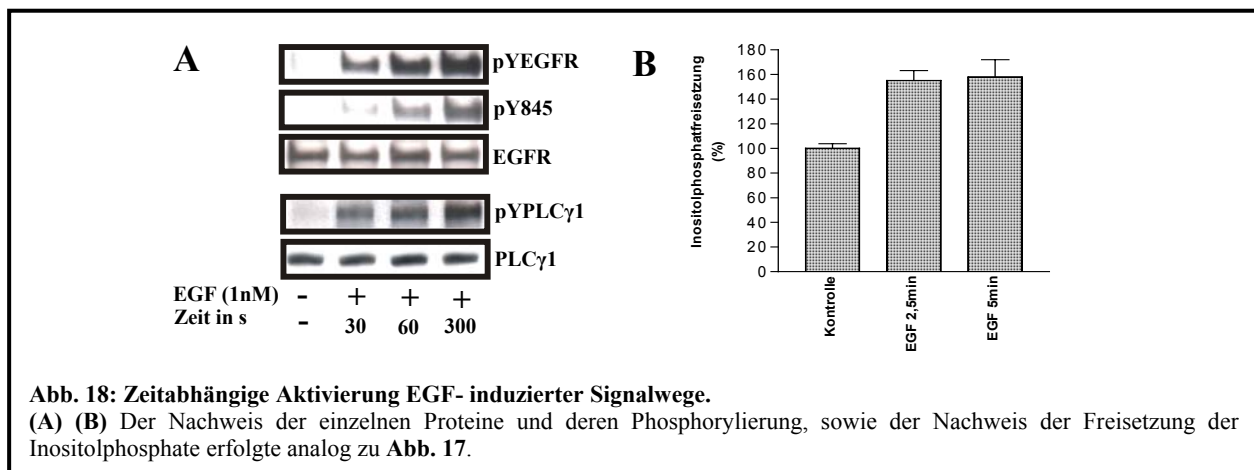 A
pYEGFR
pY845
EGFR
pYPLCγ1
PLCγ1
EGF (1nM) - + + +
Zeit in s - 30 60 300
B
Inositolphosphatfreisetzung
(%)
180
160
140
120
100
80
60
40
20
0
Kontrolle
EGF 2,5min
EGF 5min
Abb. 18: Zeitabhängige Aktivierung EGF- induzierter Signalwege.
(A) (B) Der Nachweis der einzelnen Proteine und deren Phosphorylierung, sowie der Nachweis der Freisetzung der
Inositolphosphate erfolgte analog zu Abb. 17.